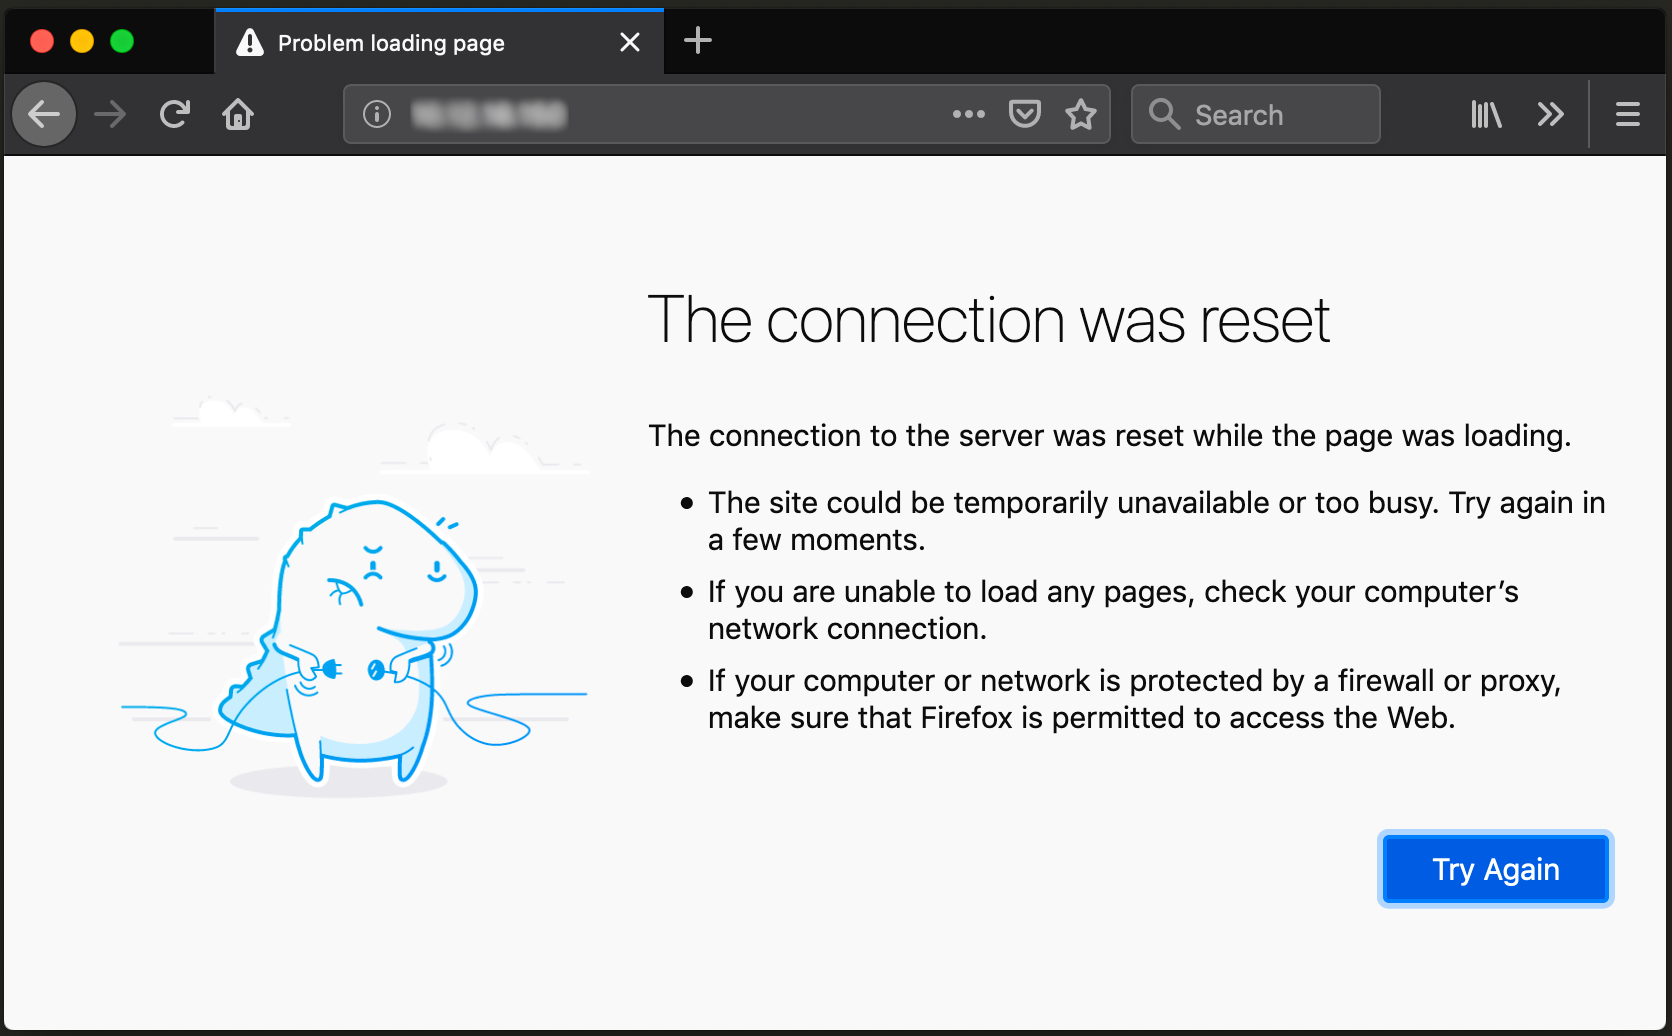 Problem loading page
Search
The connection was reset
The connection to the server was reset while the page was loading.
The site could be temporarily unavailable or too busy. Try again in
a few moments.
If you are unable to load any pages, check your computer’s
network connection.
If your computer or network is protected by a firewall or proxy,
make sure that Firefox is permitted to access the Web.
Try Again